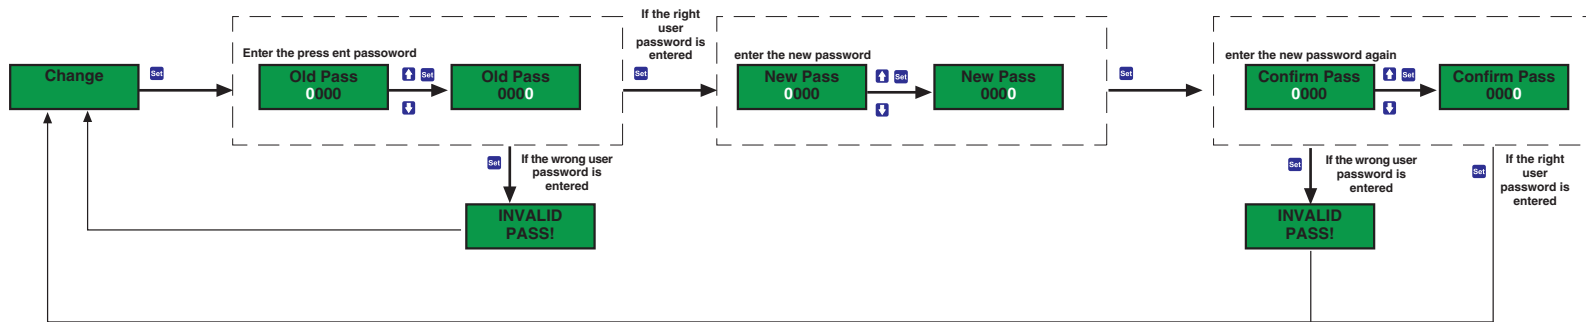 Change
Set
Enter the press ent passoword
Old Pass
0000
Set
Old Pass
0000
If the right
user
password is
entered
Set
Set
If the wrong user
password is
entered
INVALID
PASS!
enter the new password
New Pass
0000
Set
New Pass
0000
Set
enter the new password again
Confirm Pass
0000
Set
Confirm Pass
0000
Set
If the wrong user
password is
entered
INVALID
PASS!
Set
If the right
user
password is
entered